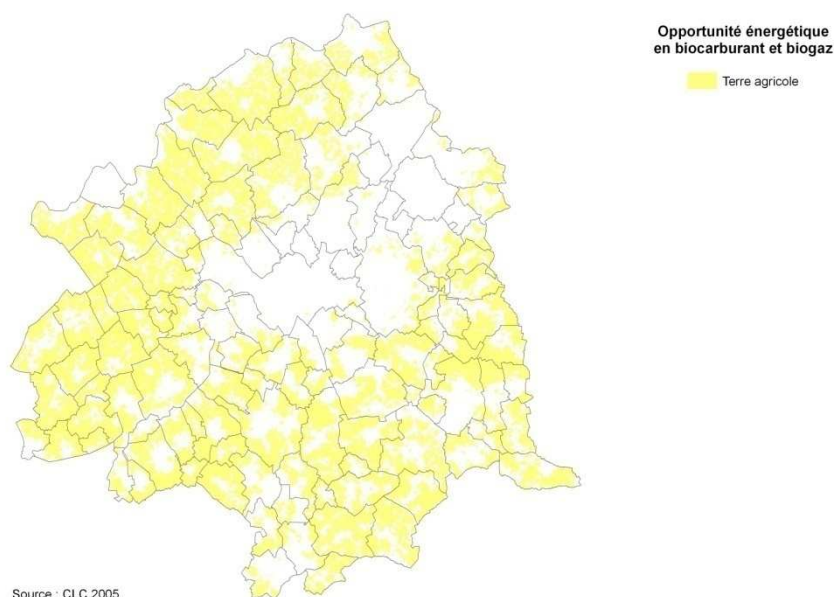 Opportunité énergétique
en biocarburant et biogaz
Terre agricole
Source : CLC 2005